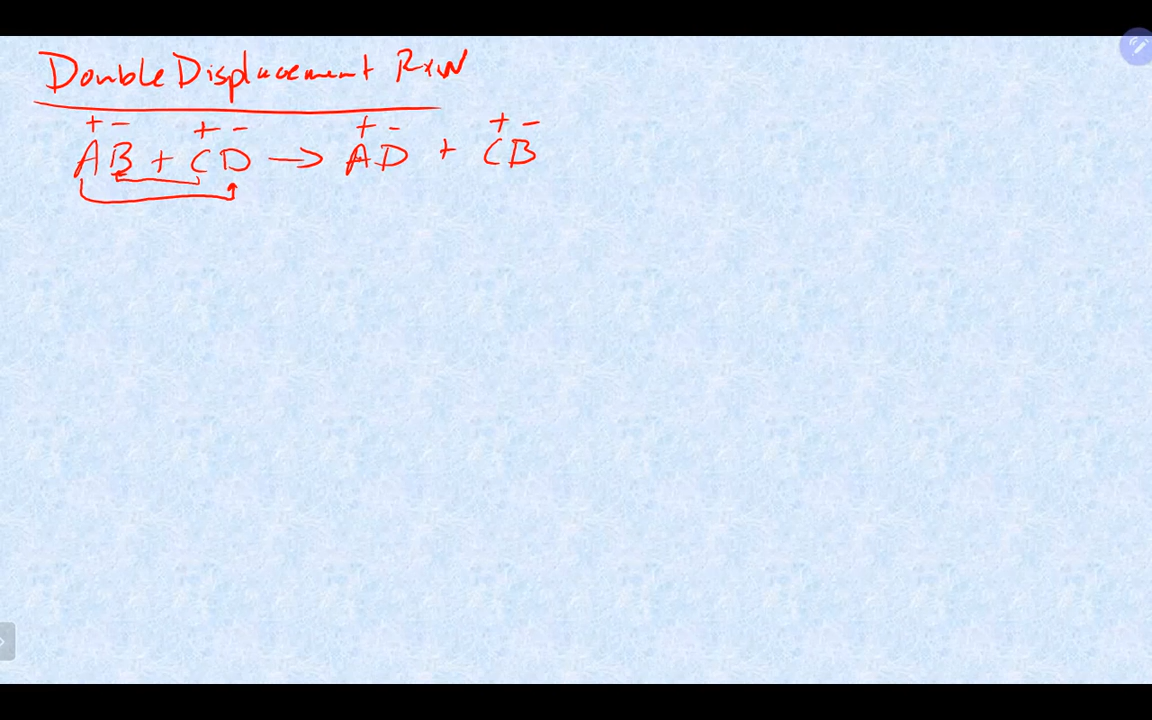 Double Displacement Rxn
+ - + - + - + -
AB + CD → AD + CB